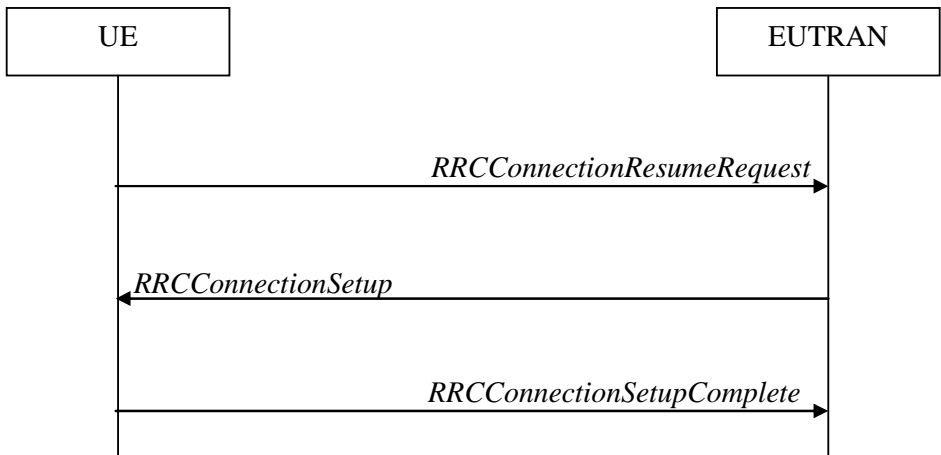 UE
EUTRAN
RRCConnectionResumeRequest
RRCConnectionSetup
RRCConnectionSetupComplete